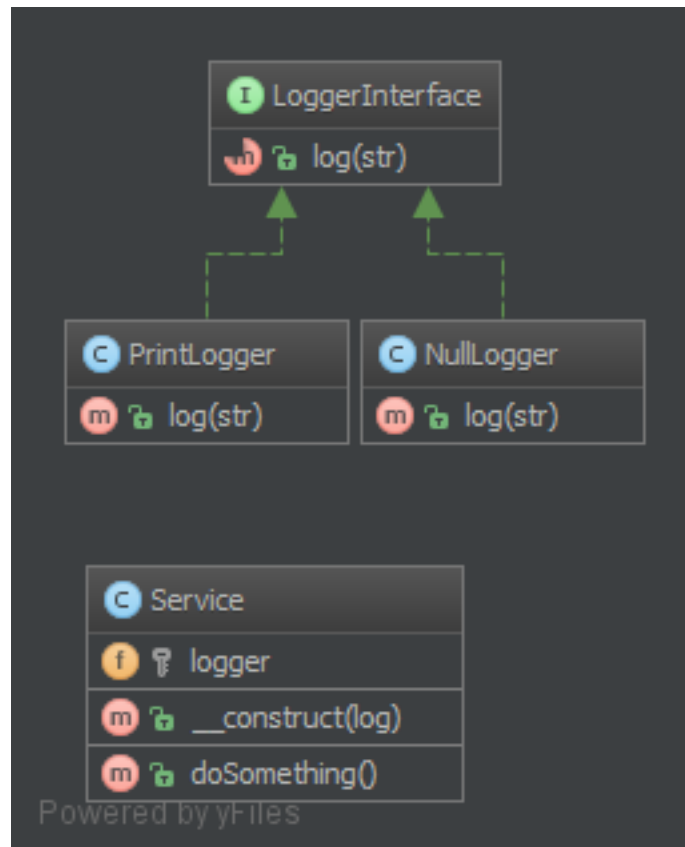 I LoggerInterface
m log(str)
C PrintLogger
m log(str)
C NullLogger
m log(str)
C Service
f logger
m __construct(log)
m doSomething()
Powered by yFiles